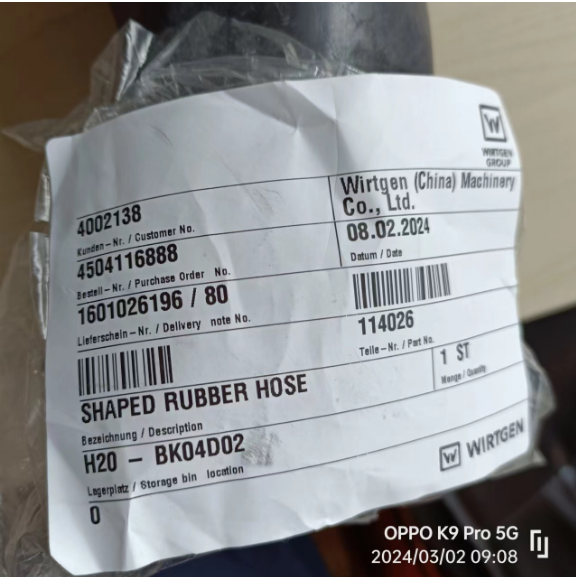 W
WIRTGEN
GROUP
4002138
Wirtgen (China) Machinery
Co., Ltd.
Kunden-Nr. / Customer No.
4504116888
08.02.2024
Bestell-Nr. / Purchase Order No.
Datum / Date
1601026196 / 80
Lieferschein-Nr. / Delivery note No.
114026
Teile-Nr. / Part No.
1 ST
Menge / Quantity
SHAPED RUBBER HOSE
Bezeichnung / Description
H20 - BK04D02
Lagerplatz / Storage bin location
0
W WIRTGEN
OPPO K9 Pro 5G
2024/03/02 09:08